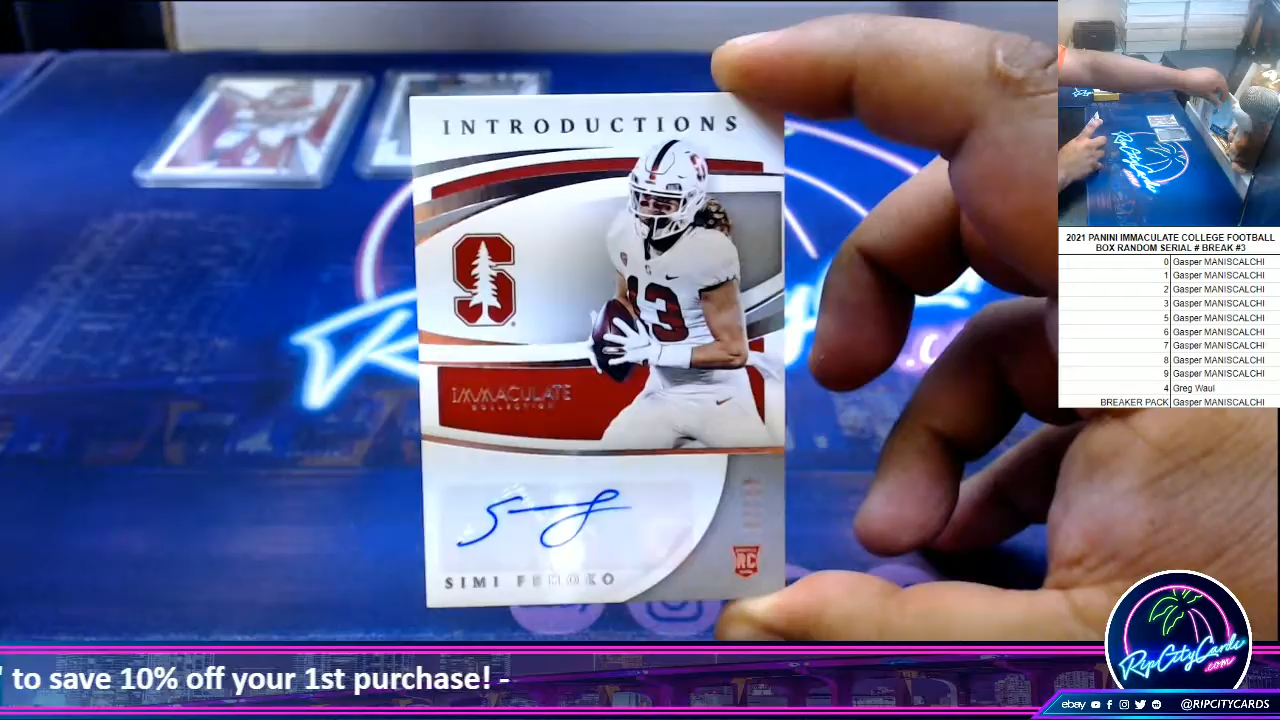 INTRODUCTIONS
S
13
IMMACULATE
COLLECTION
SIMI FEHOKO
RC
2021 PANINI IMMACULATE COLLEGE FOOTBALL
BOX RANDOM SERIAL # BREAK #3
0 Gasper MANISCALCHI
1 Gasper MANISCALCHI
2 Gasper MANISCALCHI
3 Gasper MANISCALCHI
5 Gasper MANISCALCHI
6 Gasper MANISCALCHI
7 Gasper MANISCALCHI
8 Gasper MANISCALCHI
9 Gasper MANISCALCHI
4 Greg Waul
BREAKER PACK Gasper MANISCALCHI
RipCityCards
.com
' to save 10% off your 1st purchase! -
ebay @RIPCITYCARDS